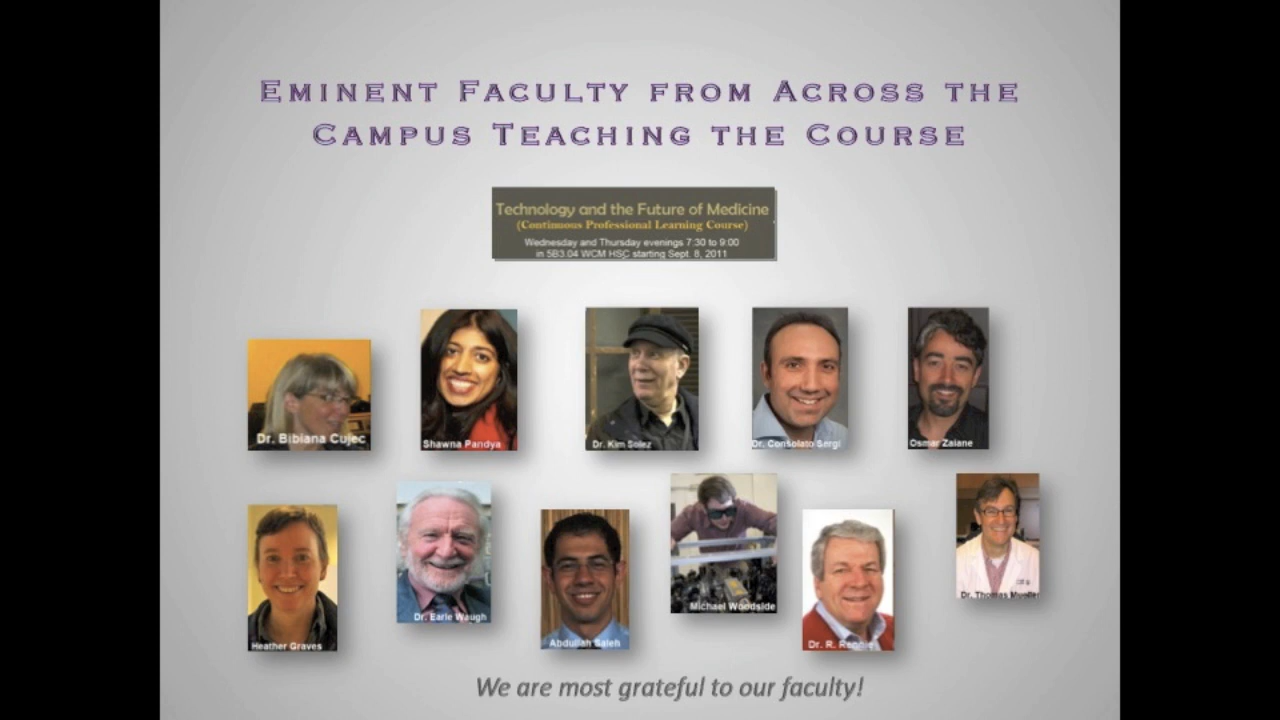 Eminent Faculty from Across the
Campus Teaching the Course
Technology and the Future of Medicine
(Continuous Professional Learning Course)
Wednesday and Thursday evenings 7:30 to 9:00
in 5B3.04 WCM HSC starting Sept. 8, 2011
Dr. Bibiana Cujec
Shawna Pandya
Dr. Kim Solez
Dr. Consolato Sergi
Osmar Zaiane
Heather Graves
Dr. Earle Waugh
Abdullah Saleh
Michael Woodside
Dr. R. Rennie
Dr. Thomas Mueller
We are most grateful to our faculty!